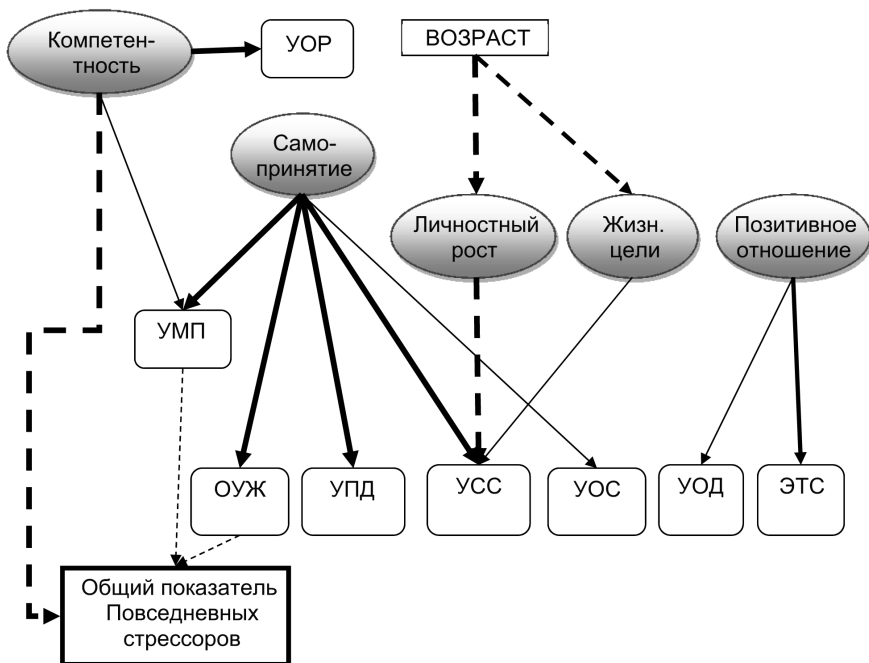 Компетен-
тность
УОР
ВОЗРАСТ
Само-
принятие
Личностный
рост
Жизн.
цели
Позитивное
отношение
УМП
ОУЖ
УПД
УСС
УОС
УОД
ЭТС
Общий показатель
Повседневных
стрессоров